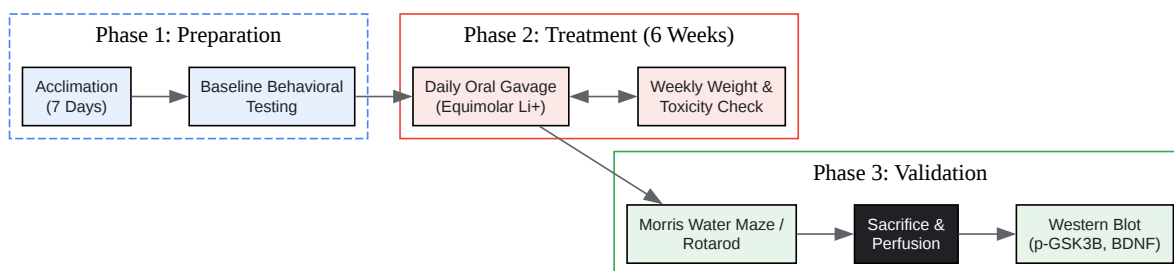 Phase 1: Preparation
Acclimation
(7 Days)
Baseline Behavioral
Testing
Phase 2: Treatment (6 Weeks)
Daily Oral Gavage
(Equimolar Li+)
Weekly Weight &
Toxicity Check
Phase 3: Validation
Morris Water Maze /
Rotarod
Sacrifice &
Perfusion
Western Blot
(p-GSK3B, BDNF)